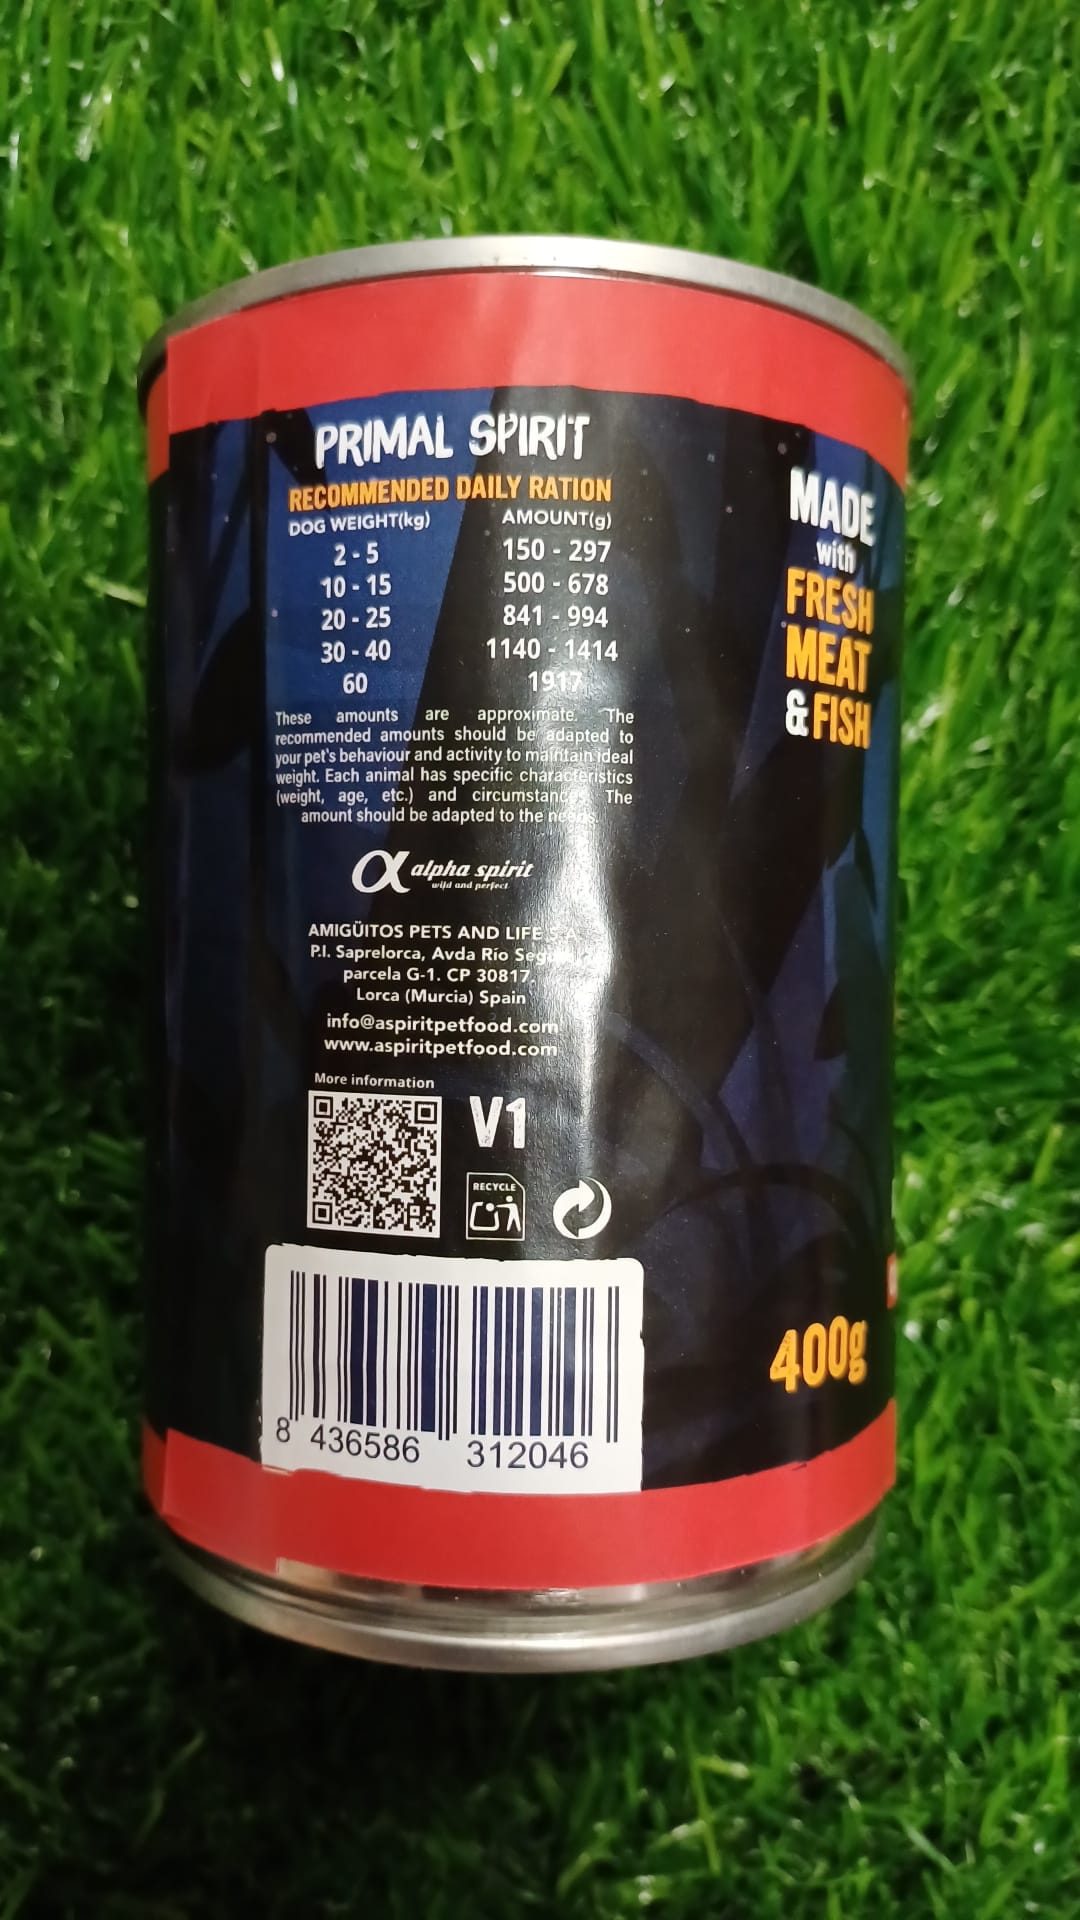 PRIMAL SPIRIT
RECOMMENDED DAILY RATION
DOG WEIGHT(kg) AMOUNT(g)
2 - 5 150 - 297
10 - 15 500 - 678
20 - 25 841 - 994
30 - 40 1140 - 1414
60 1917
These amounts are approximate. The
recommended amounts should be adapted to
your pet's behaviour and activity to maintain ideal
weight. Each animal has specific characteristics
(weight, age, etc.) and circumstances. The
amount should be adapted to the needs.
α alpha spirit
wild and perfect
AMIGÜITOS PETS AND LIFE S.A.
P.I. Saprelorca, Avda Río
parcela G-1. CP 30817,
Lorca (Murcia) Spain
info@aspiritpetfood.com
www.aspiritpetfood.com
More information
V1
RECYCLE
8 436586 312046
MADE
with
FRESH
MEAT
& FISH
400g